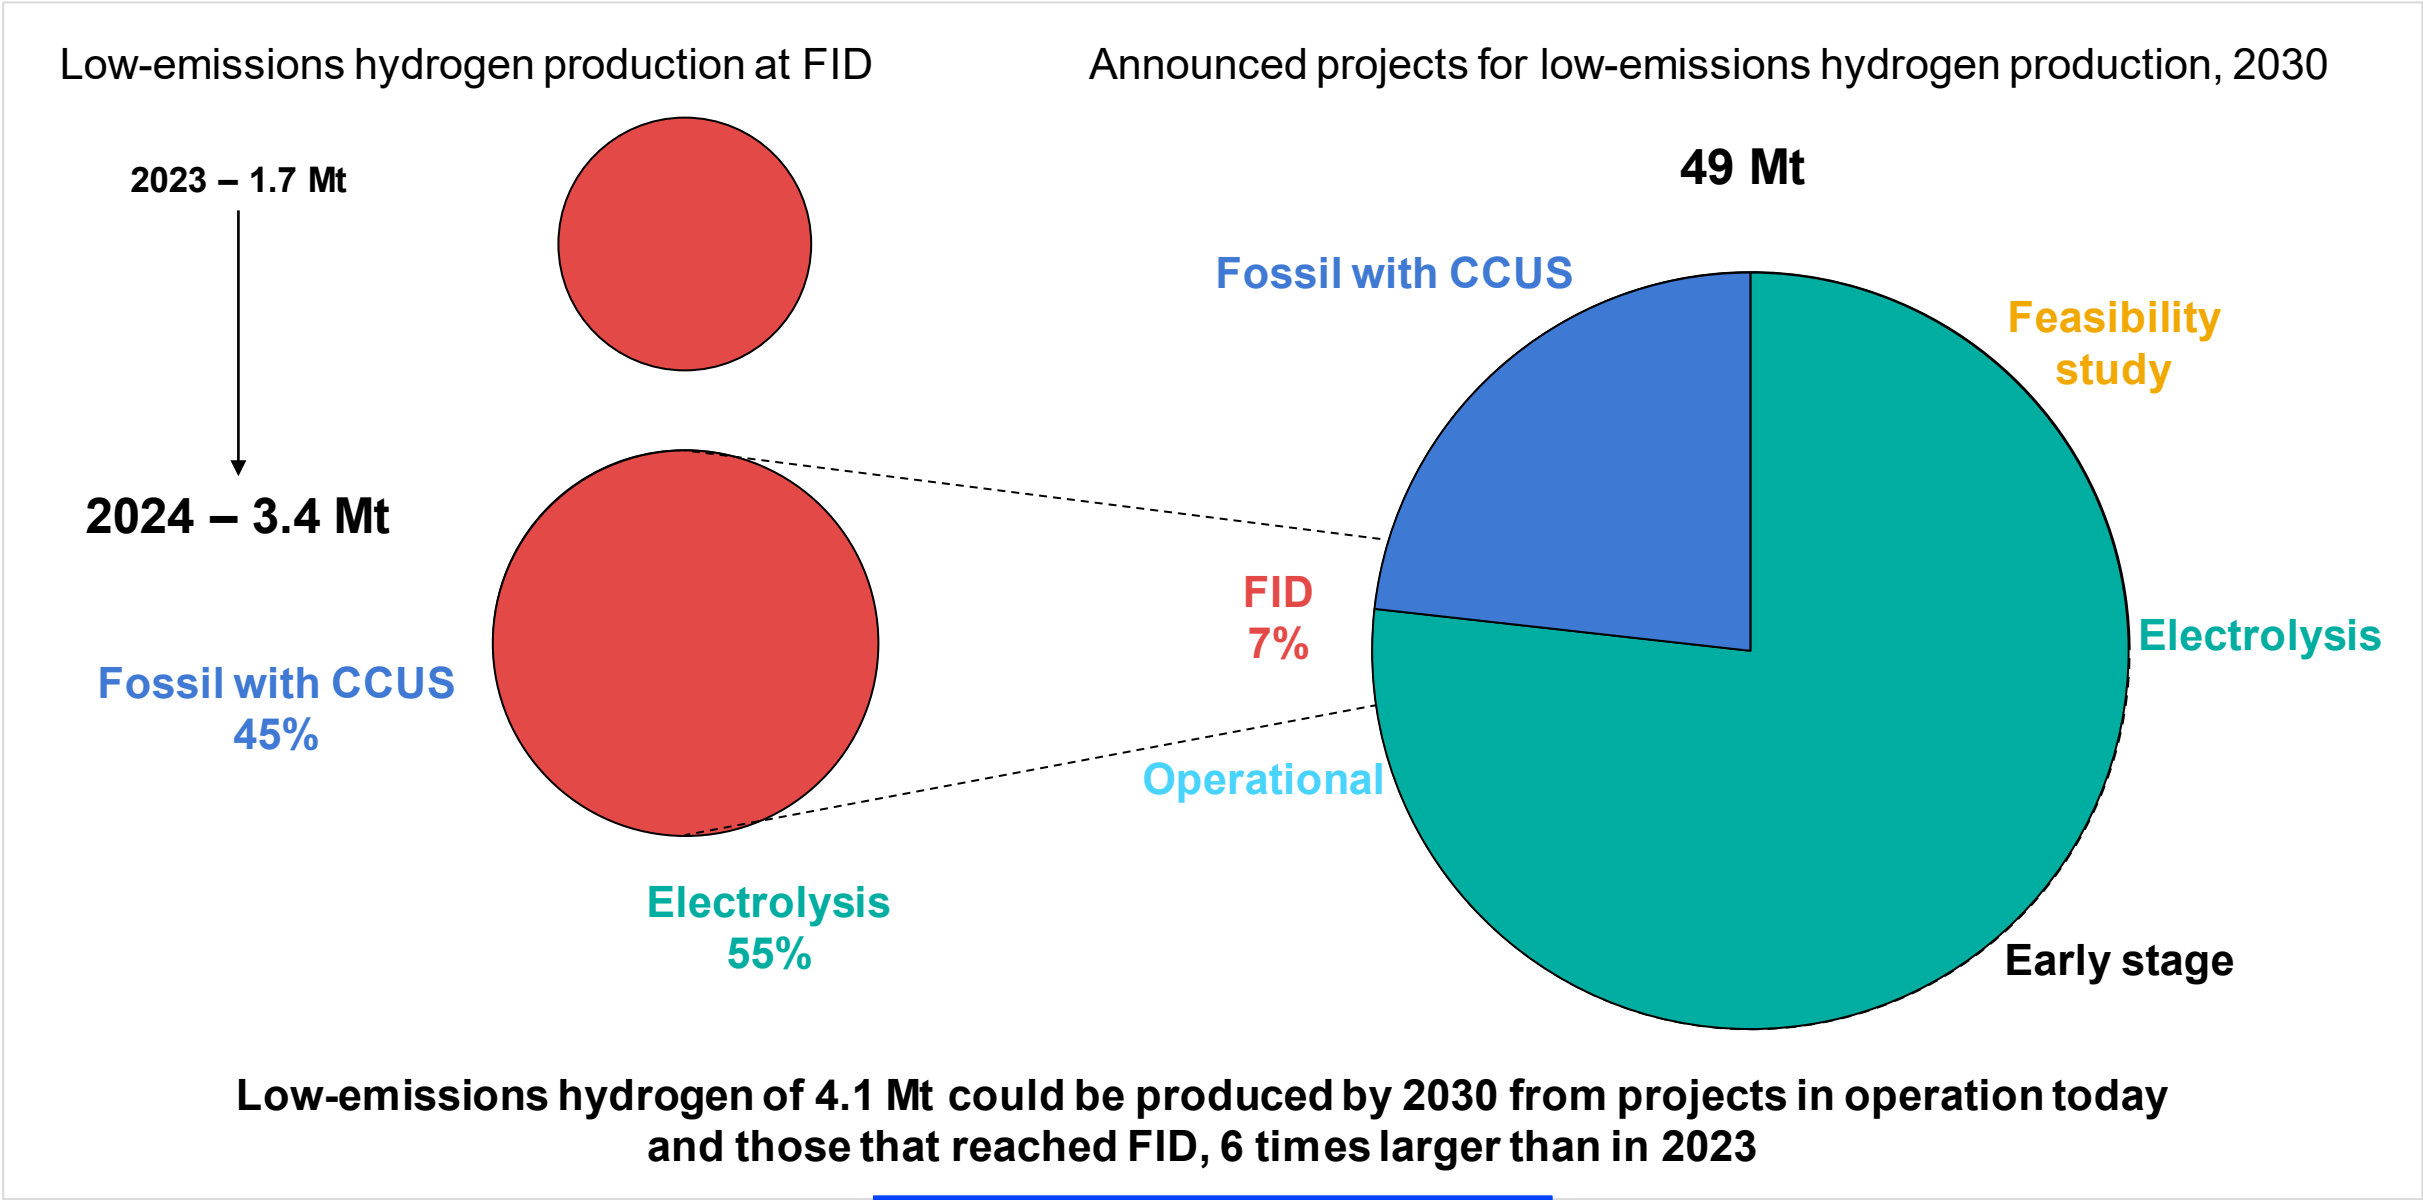 Low-emissions hydrogen production at FID
2023 – 1.7 Mt
2024 – 3.4 Mt
Fossil with CCUS
45%
Electrolysis
55%
Announced projects for low-emissions hydrogen production, 2030
49 Mt
Fossil with CCUS
Feasibility
study
FID
7%
Electrolysis
Operational
Early stage
Low-emissions hydrogen of 4.1 Mt could be produced by 2030 from projects in operation today
and those that reached FID, 6 times larger than in 2023